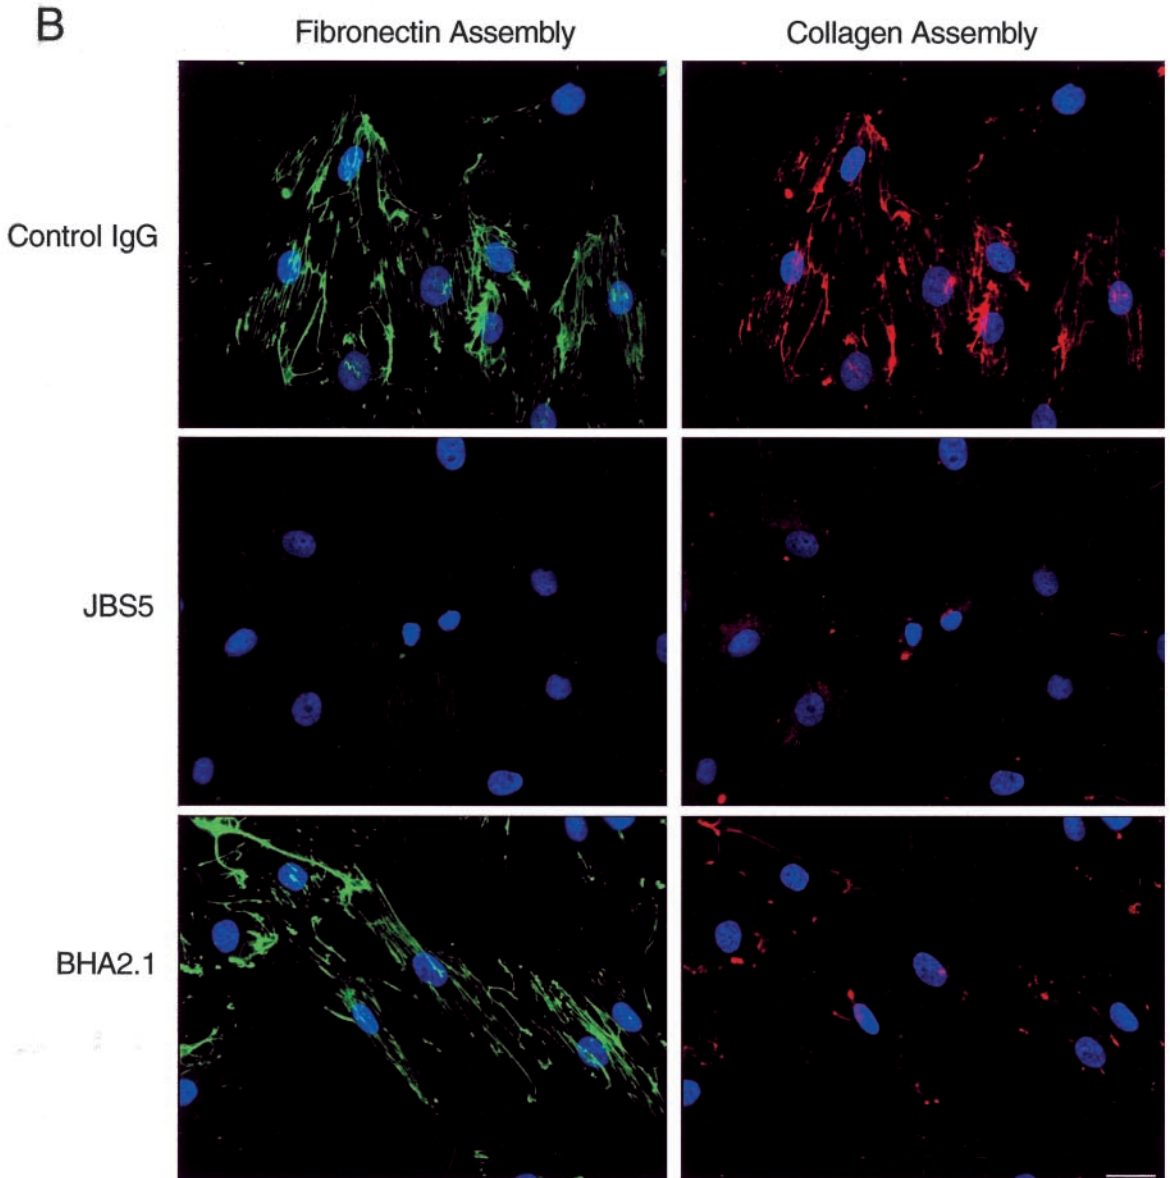 B
Fibronectin Assembly
Collagen Assembly
Control IgG
JBS5
BHA2.1